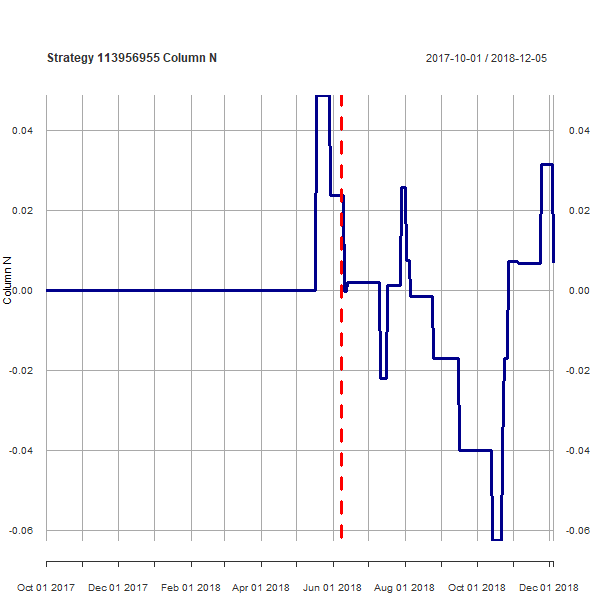 Strategy 113956955 Column N
2017-10-01 / 2018-12-05
0.04
0.04
0.02
0.02
Column N
0.00
0.00
-0.02
-0.02
-0.04
-0.04
-0.06
-0.06
Oct 01 2017
Dec 01 2017
Feb 01 2018
Apr 01 2018
Jun 01 2018
Aug 01 2018
Oct 01 2018
Dec 01 2018